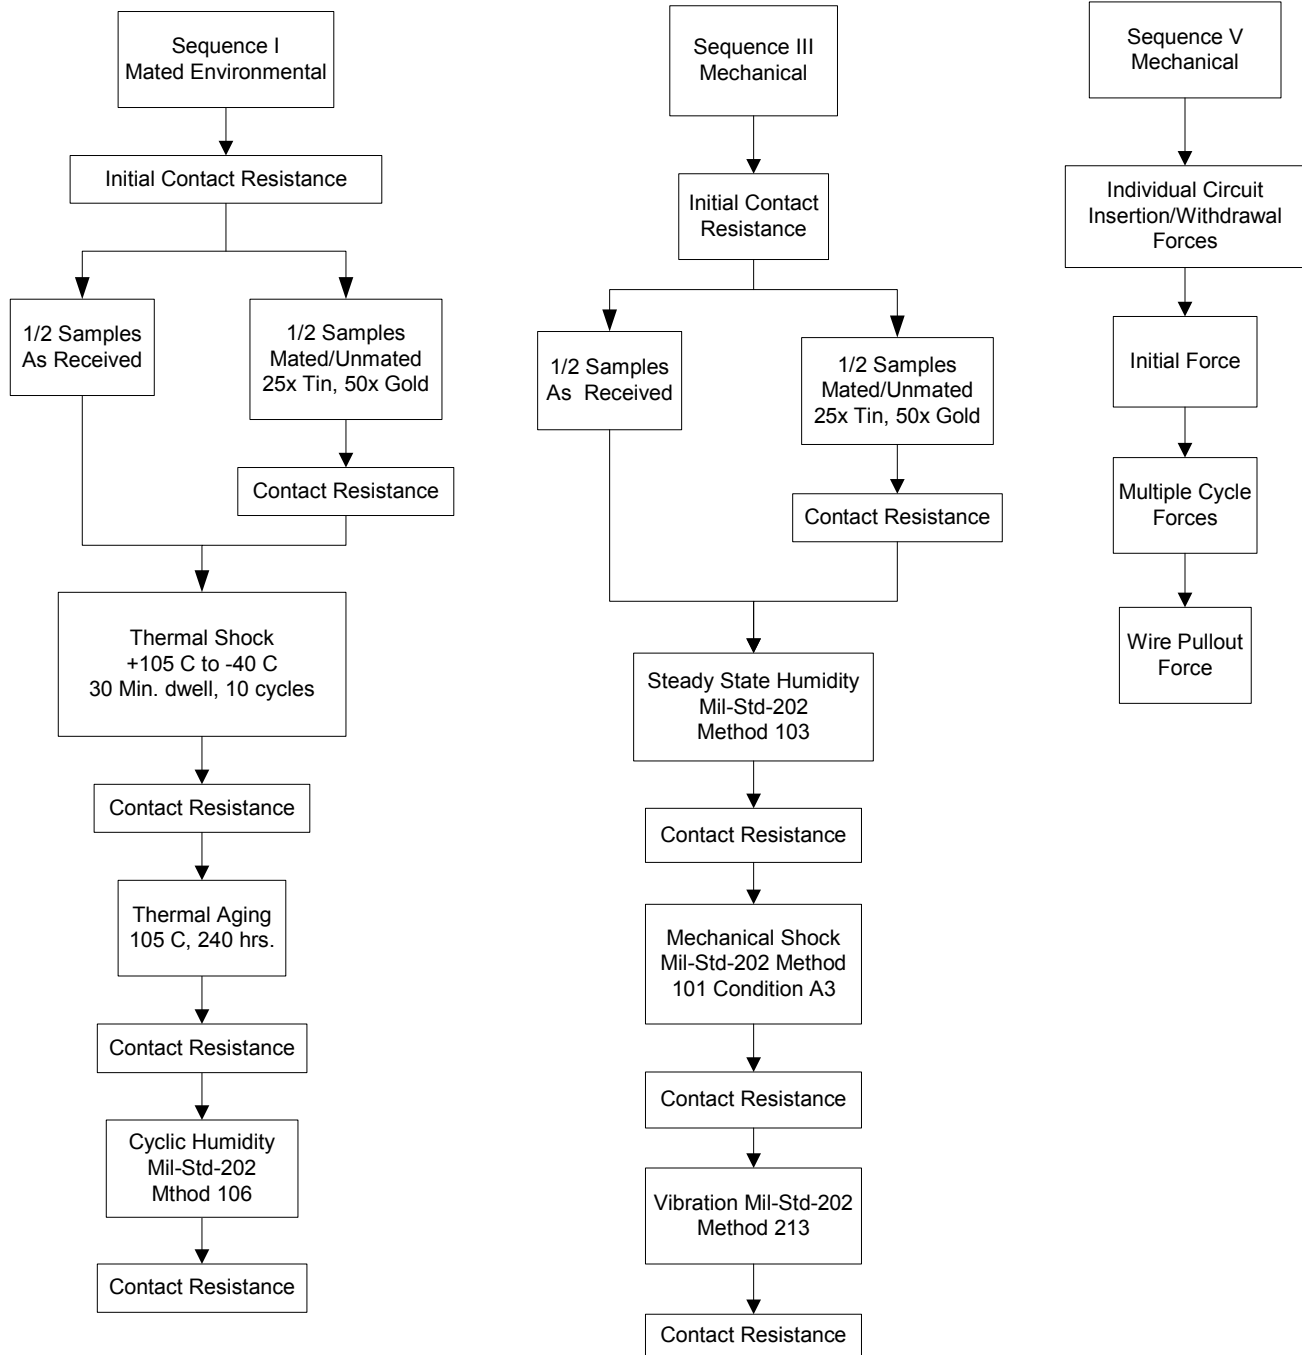 Sequence I
Mated Environmental
Initial Contact Resistance
1/2 Samples
As Received
1/2 Samples
Mated/Unmated
25x Tin, 50x Gold
Contact Resistance
Thermal Shock
+105 C to -40 C
30 Min. dwell, 10 cycles
Contact Resistance
Thermal Aging
105 C, 240 hrs.
Contact Resistance
Cyclic Humidity
Mil-Std-202
Mthod 106
Contact Resistance
Sequence III
Mechanical
Initial Contact
Resistance
1/2 Samples
As Received
1/2 Samples
Mated/Unmated
25x Tin, 50x Gold
Contact Resistance
Steady State Humidity
Mil-Std-202
Method 103
Contact Resistance
Mechanical Shock
Mil-Std-202 Method
101 Condition A3
Contact Resistance
Vibration Mil-Std-202
Method 213
Contact Resistance
Sequence V
Mechanical
Individual Circuit
Insertion/Withdrawal
Forces
Initial Force
Multiple Cycle
Forces
Wire Pullout
Force